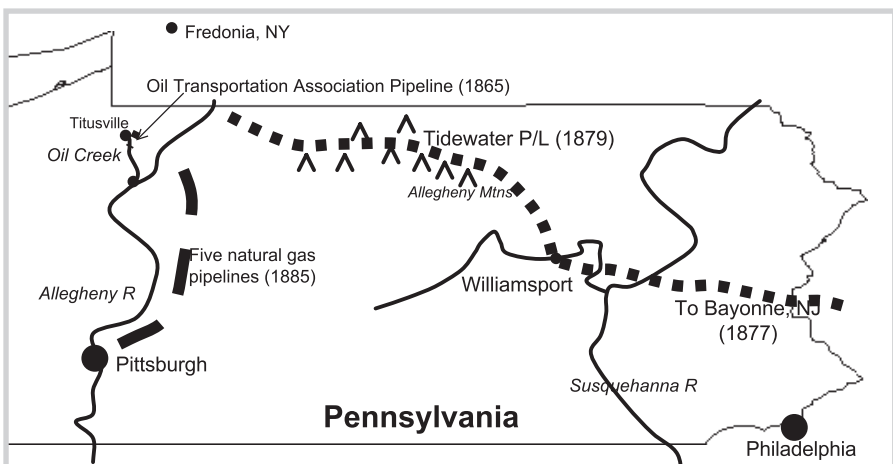 Fredonia, NY
Oil Transportation Association Pipeline (1865)
Titusville
Oil Creek
Tidewater P/L (1879)
Allegheny Mtns
Five natural gas
pipelines (1885)
Allegheny R
Williamsport
To Bayonne, NJ
(1877)
Pittsburgh
Susquehanna R
Pennsylvania
Philadelphia